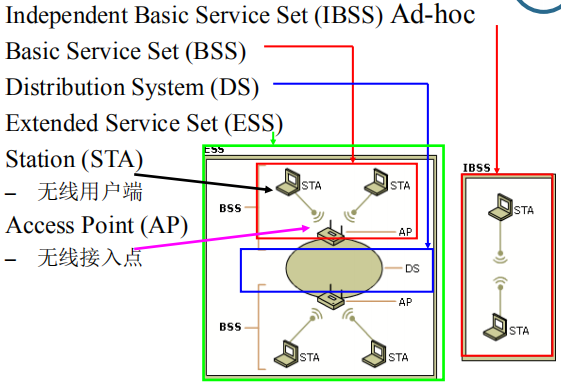 Independent Basic Service Set (IBSS) Ad-hoc
Basic Service Set (BSS)
Distribution System (DS)
Extended Service Set (ESS)
Station (STA)
– 无线用户端
Access Point (AP)
– 无线接入点
ESS
STA
STA
BSS
AP
DS
AP
BSS
STA
STA
IBSS
STA
STA